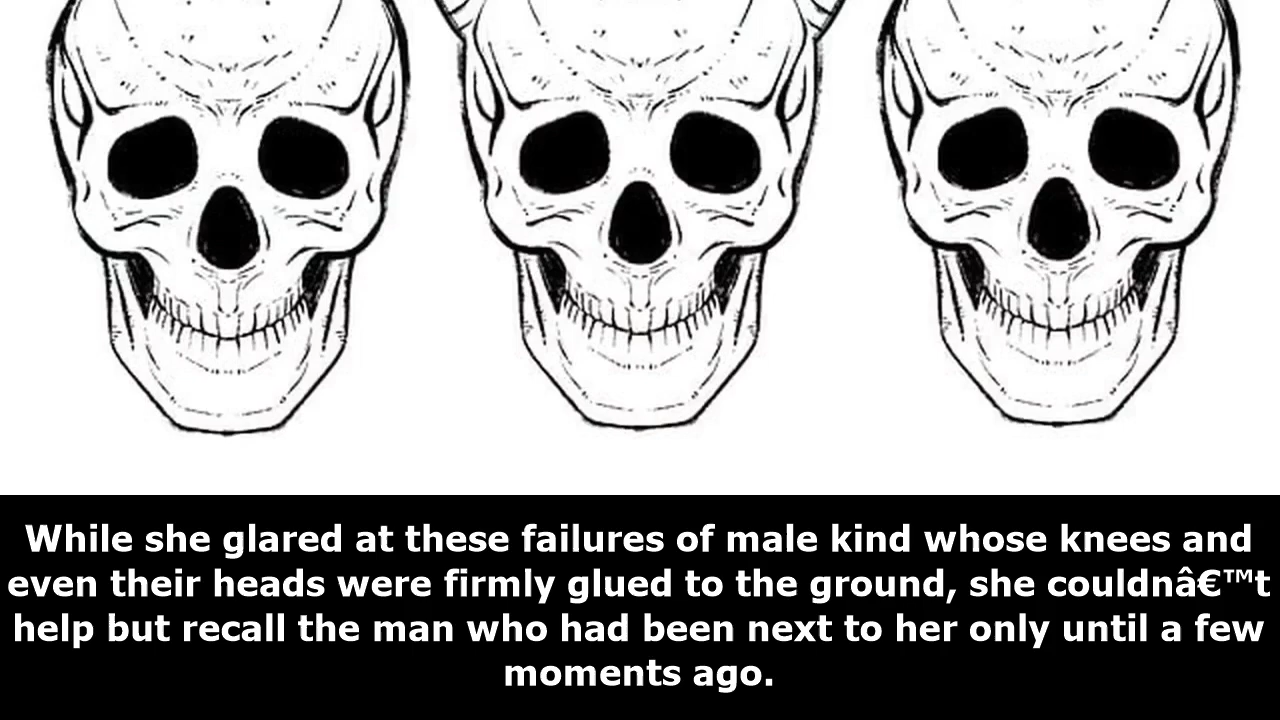 While she glared at these failures of male kind whose knees and
even their heads were firmly glued to the ground, she couldnâ€™t
help but recall the man who had been next to her only until a few
moments ago.